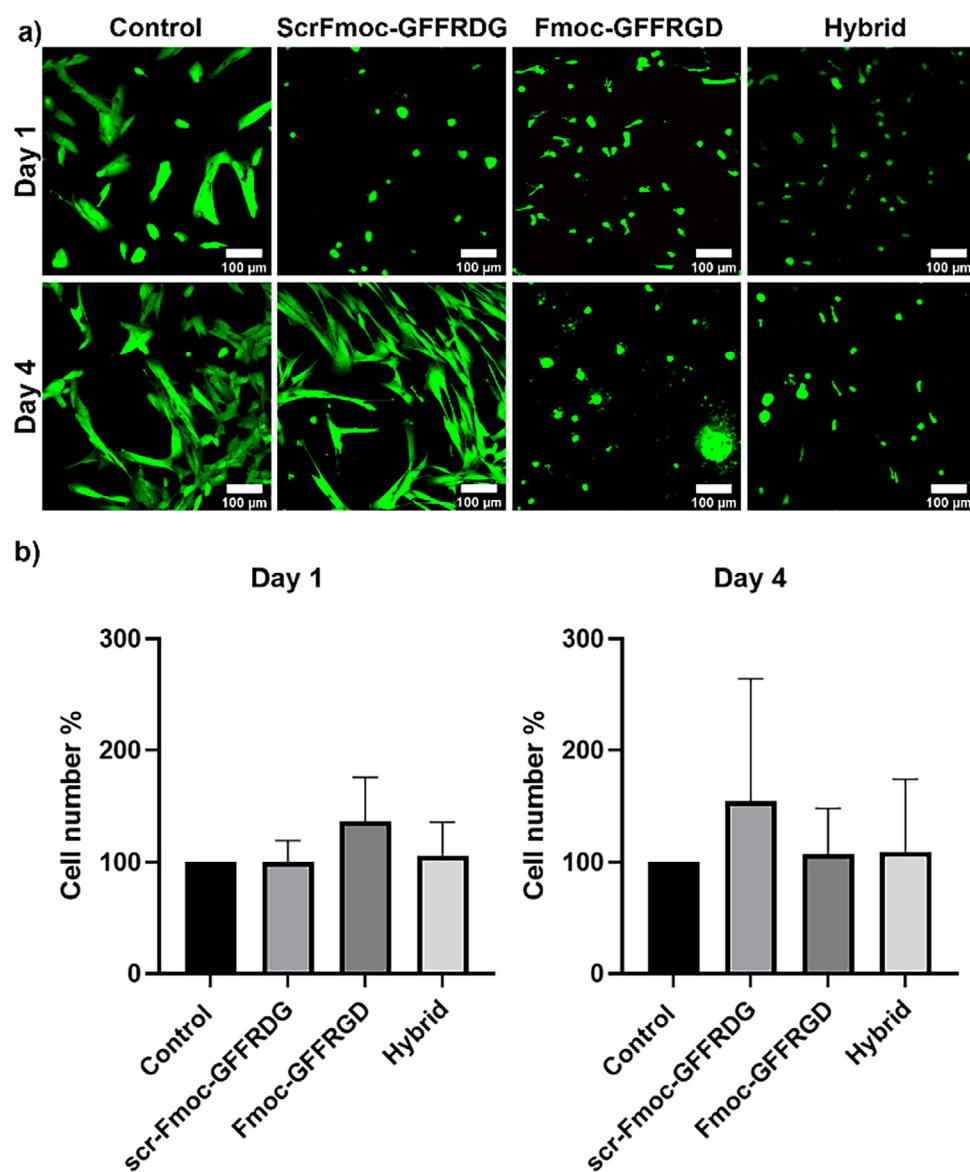 a)
Control ScrFmoc-GFFRDG Fmoc-GFFRGD Hybrid
Day 1
100 µm 100 µm 100 µm 100 µm
Day 4
100 µm 100 µm 100 µm 100 µm
b)
Day 1
Cell number %
300
200
100
0
Control
scr-Fmoc-GFFRDG
Fmoc-GFFRGD
Hybrid
Day 4
Cell number %
300
200
100
0
Control
scr-Fmoc-GFFRDG
Fmoc-GFFRGD
Hybrid